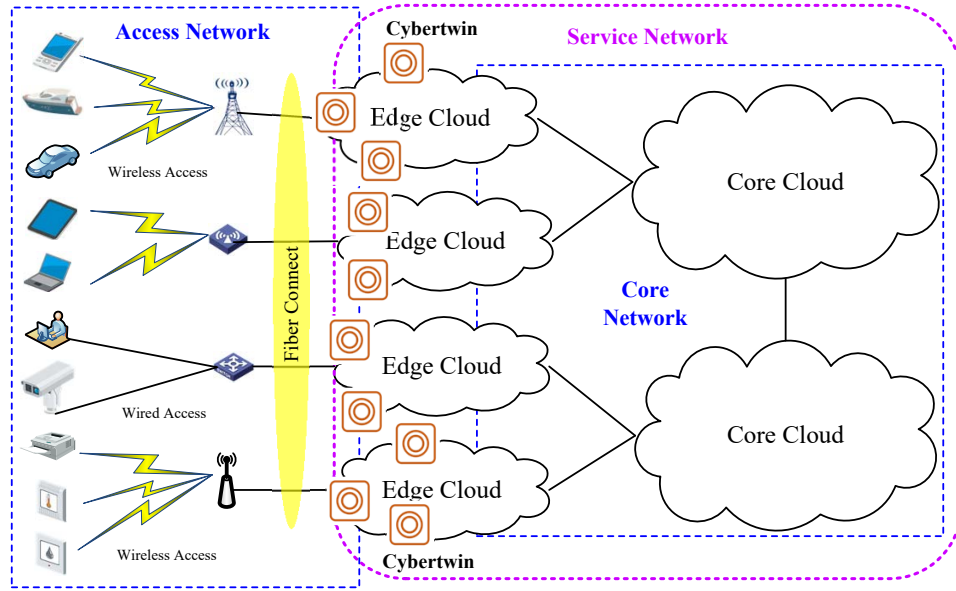 Access Network
Cybertwin
Service Network
Edge Cloud
Wireless Access
Core Cloud
Edge Cloud
Fiber Connect
Core
Network
Edge Cloud
Wired Access
Core Cloud
Edge Cloud
Wireless Access
Cybertwin